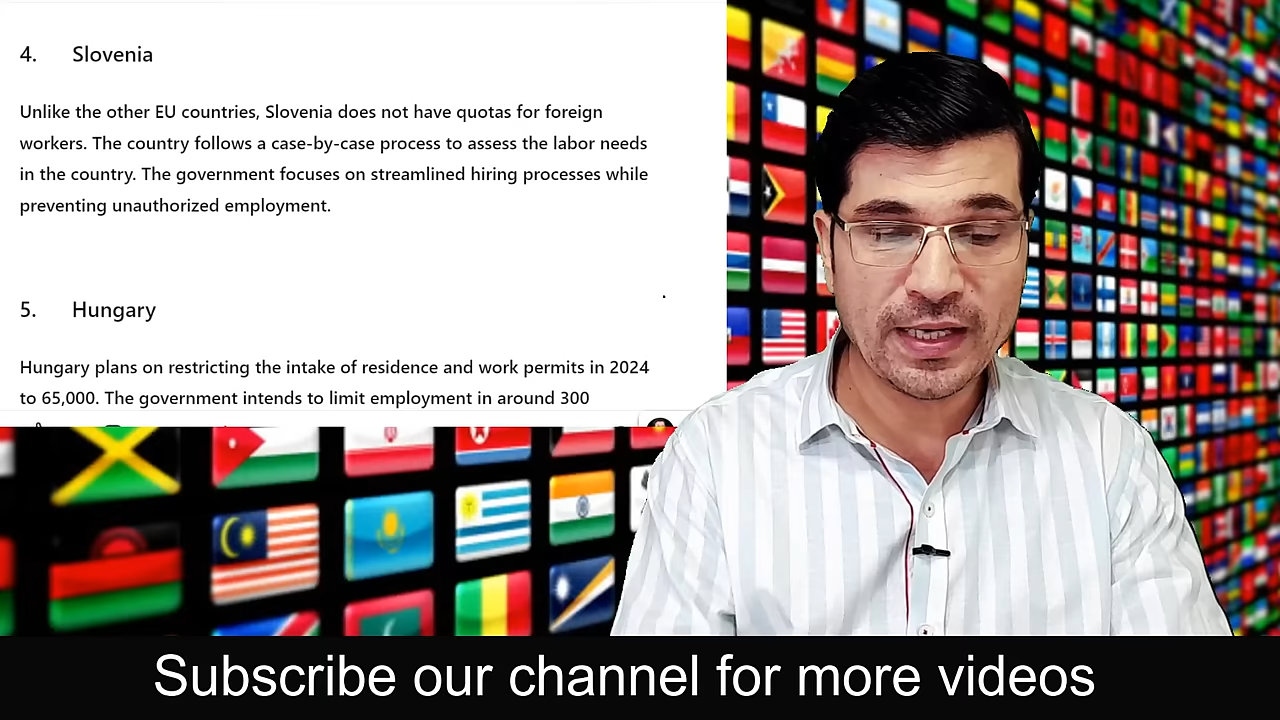 4. Slovenia
Unlike the other EU countries, Slovenia does not have quotas for foreign
workers. The country follows a case-by-case process to assess the labor needs
in the country. The government focuses on streamlined hiring processes while
preventing unauthorized employment.
5. Hungary
Hungary plans on restricting the intake of residence and work permits in 2024
to 65,000. The government intends to limit employment in around 300
Subscribe our channel for more videos